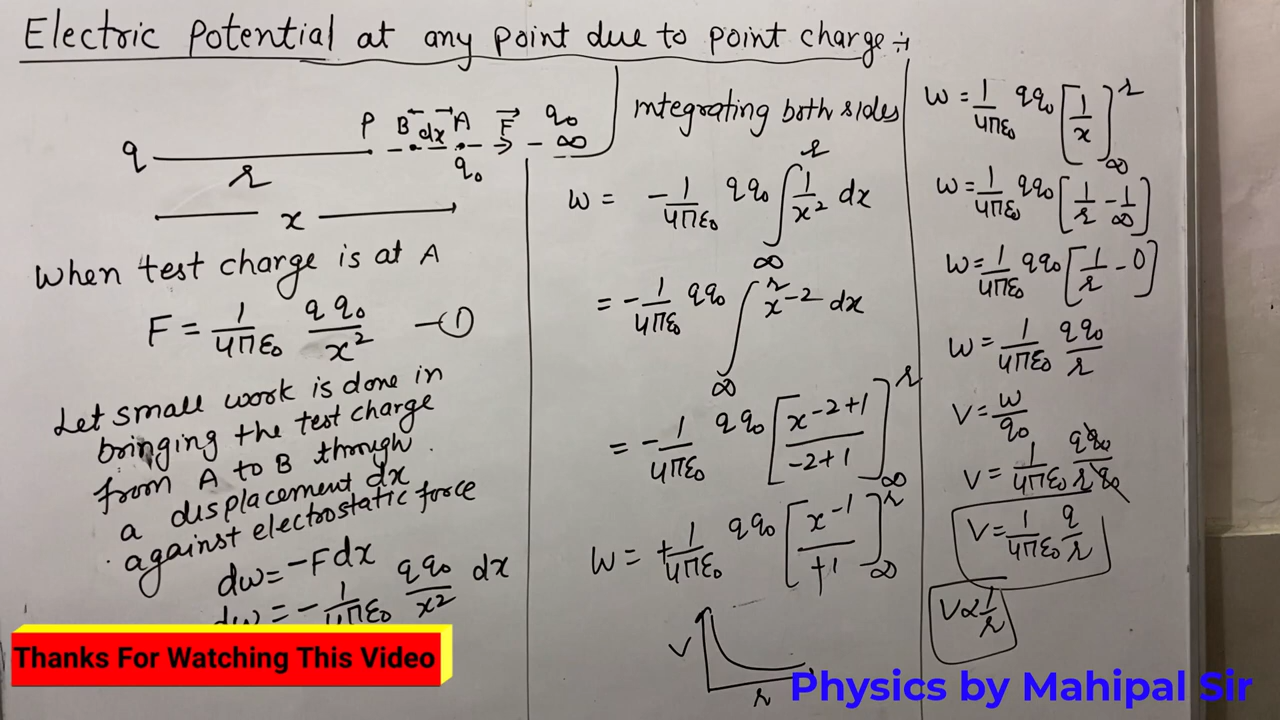 Electric Potential at any point due to point charge :-
P B dx A F⃗ q₀
q ∞
r q₀
x
When test charge is at A
F = 1/4πε₀ qq₀/x² —①
Let small work is done in
bringing the test charge
from A to B through
a displacement dx
against electrostatic force
dw = -Fdx
dw = - 1/4πε₀ qq₀/x² dx
Integrating both sides
W = -1/4πε₀ qq₀ ∫_∞^r 1/x² dx
= -1/4πε₀ qq₀ ∫_∞^r x^-2 dx
= -1/4πε₀ qq₀ [x^-2+1/-2+1]_∞^r
W = +1/4πε₀ qq₀ [x^-1/+1]_∞^r
V
r
W = 1/4πε₀ qq₀ [1/x]_∞^r
W = 1/4πε₀ qq₀ [1/r - 1/∞]
W = 1/4πε₀ qq₀ [1/r - 0]
W = 1/4πε₀ qq₀/r
V = W/q₀
V = 1/4πε₀ qq₀/r q₀
V = 1/4πε₀ q/r
V∝1/r
Thanks For Watching This Video
Physics by Mahipal Sir